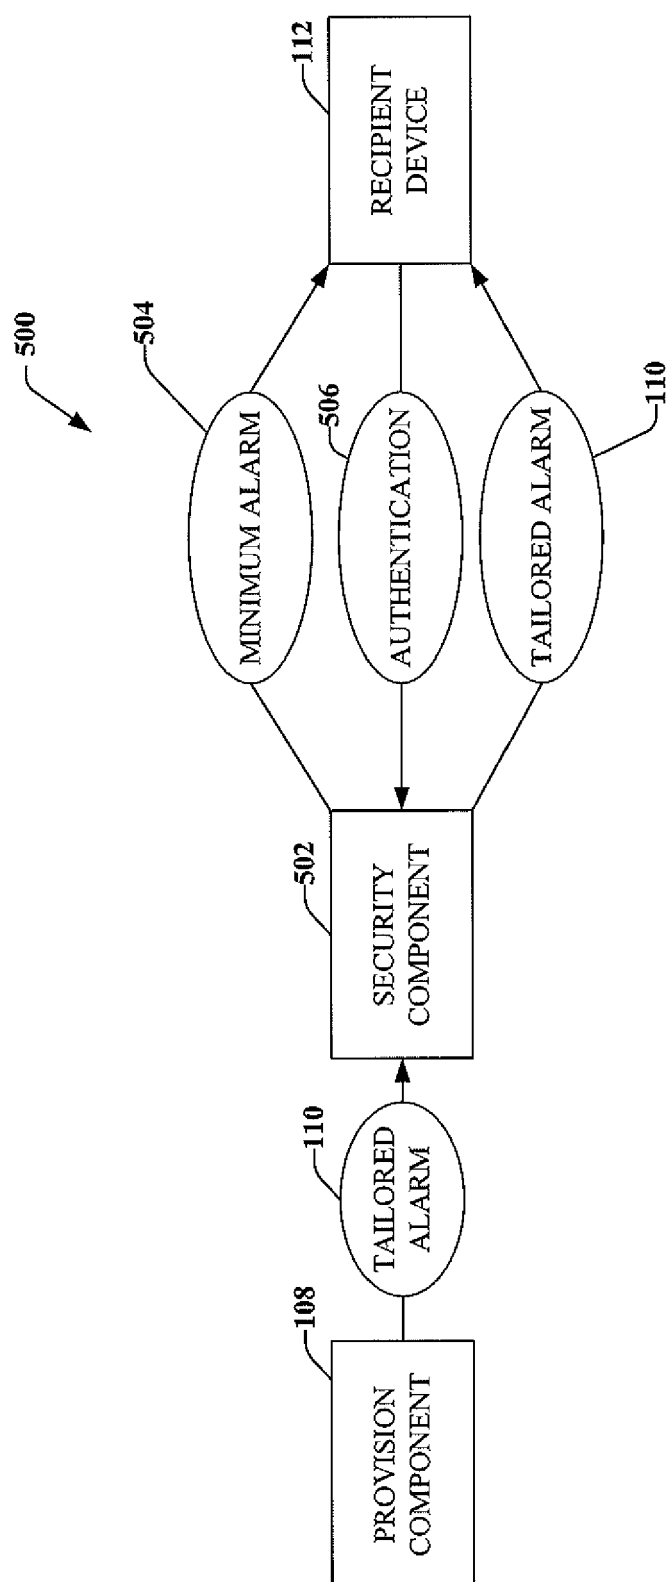 500
108
PROVISION
COMPONENT
110
TAILORED
ALARM
502
SECURITY
COMPONENT
504
MINIMUM ALARM
506
AUTHENTICATION
110
TAILORED ALARM
112
RECIPIENT
DEVICE